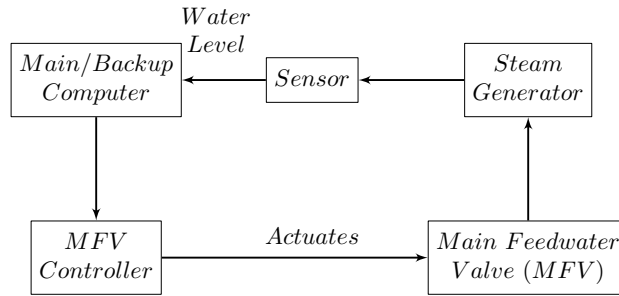 Water
Level
Main/Backup
Computer
Sensor
Steam
Generator
MFV
Controller
Actuates
Main Feedwater
Valve (MFV)